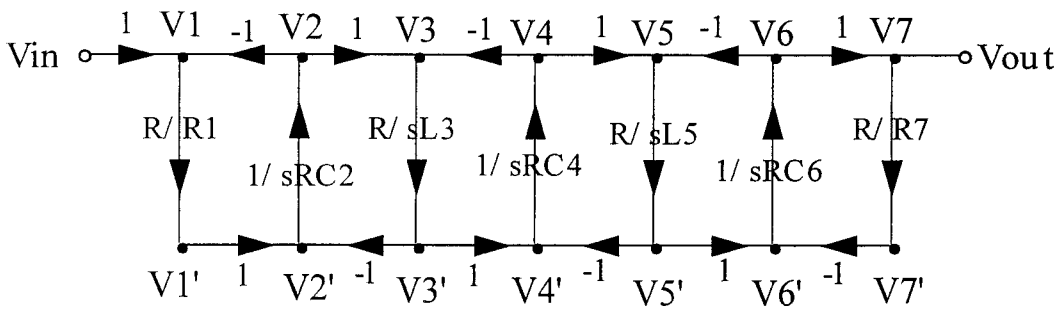 1 V1 -1 V2 1 V3 -1 V4 1 V5 -1 V6 1 V7
Vin Vout
R/ R1 R/ sL3 R/ sL5 R/ R7
1/ sRC2 1/ sRC4 1/ sRC6
V1' 1 V2' -1 V3' 1 V4' -1 V5' 1 V6' -1 V7'